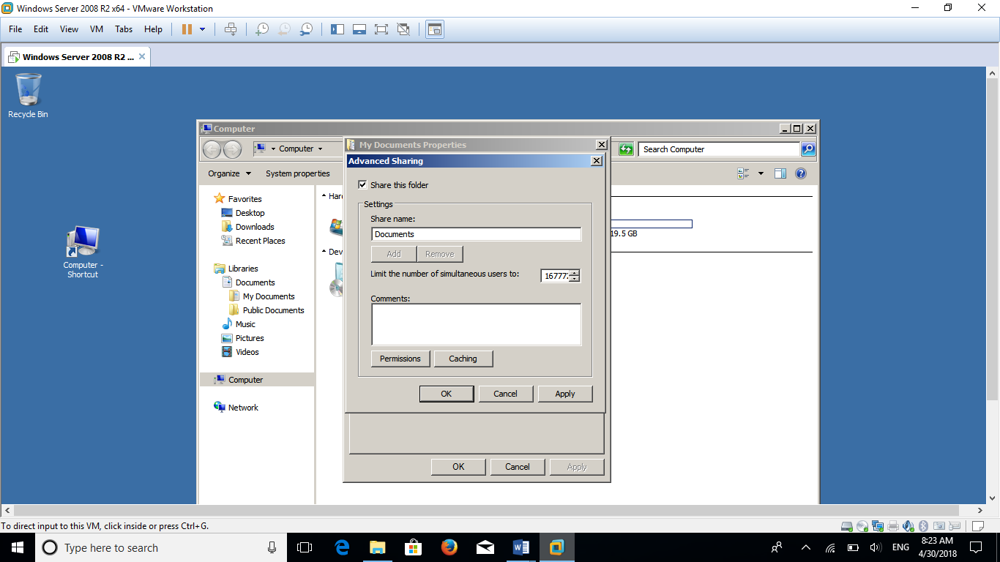 Windows Server 2008 R2 x64 - VMware Workstation
File Edit View VM Tabs Help
Windows Server 2008 R2 ...
Recycle Bin
Computer
My Documents Properties
Computer
Search Computer
Advanced Sharing
Organize System properties
Share this folder
Favorites
Desktop
Downloads
Recent Places
Libraries
Documents
My Documents
Public Documents
Music
Pictures
Videos
Computer
Network
Settings
Share name:
Documents
19.5 GB
Add Remove
Limit the number of simultaneous users to:
Comments:
Permissions Caching
OK Cancel Apply
OK Cancel Apply
Computer -
Shortcut
To direct input to this VM, click inside or press Ctrl+G.
Type here to search
ENG
8:23 AM
4/30/2018